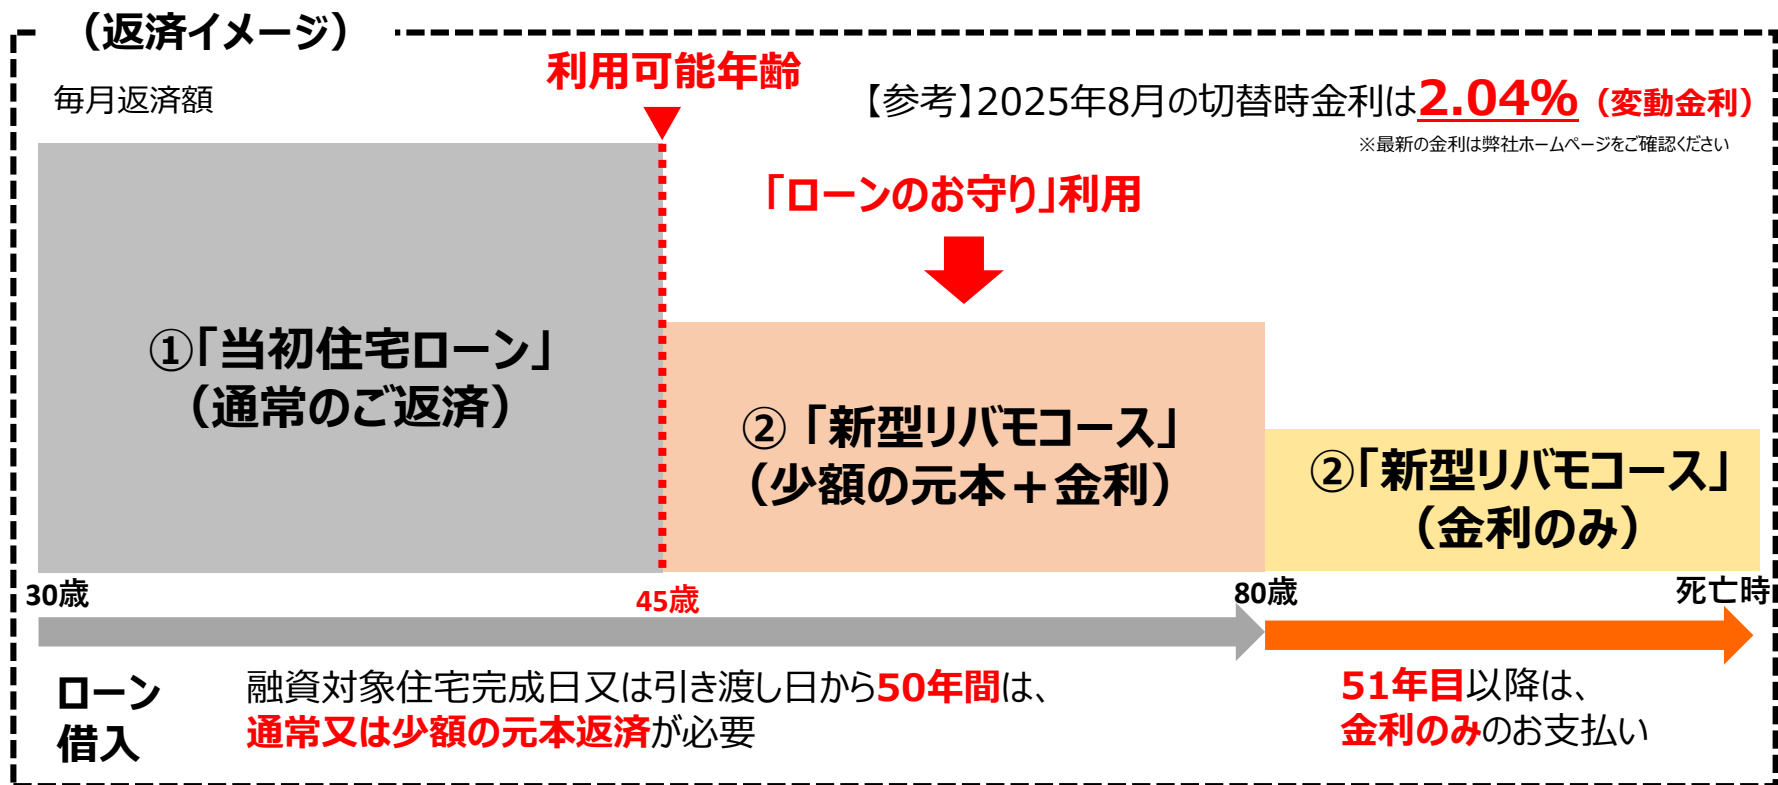 （返済イメージ）
利用可能年齢
毎月返済額
【参考】2025年8月の切替時金利は2.04%（変動金利）
※最新の金利は弊社ホームページをご確認ください
「ローンのお守り」利用
①「当初住宅ローン」
（通常のご返済）
②「新型リバモコース」
（少額の元本＋金利）
②「新型リバモコース」
（金利のみ）
30歳
45歳
80歳
死亡時
ローン
借入
融資対象住宅完成日又は引き渡し日から50年間は、
通常又は少額の元本返済が必要
51年目以降は、
金利のみのお支払い